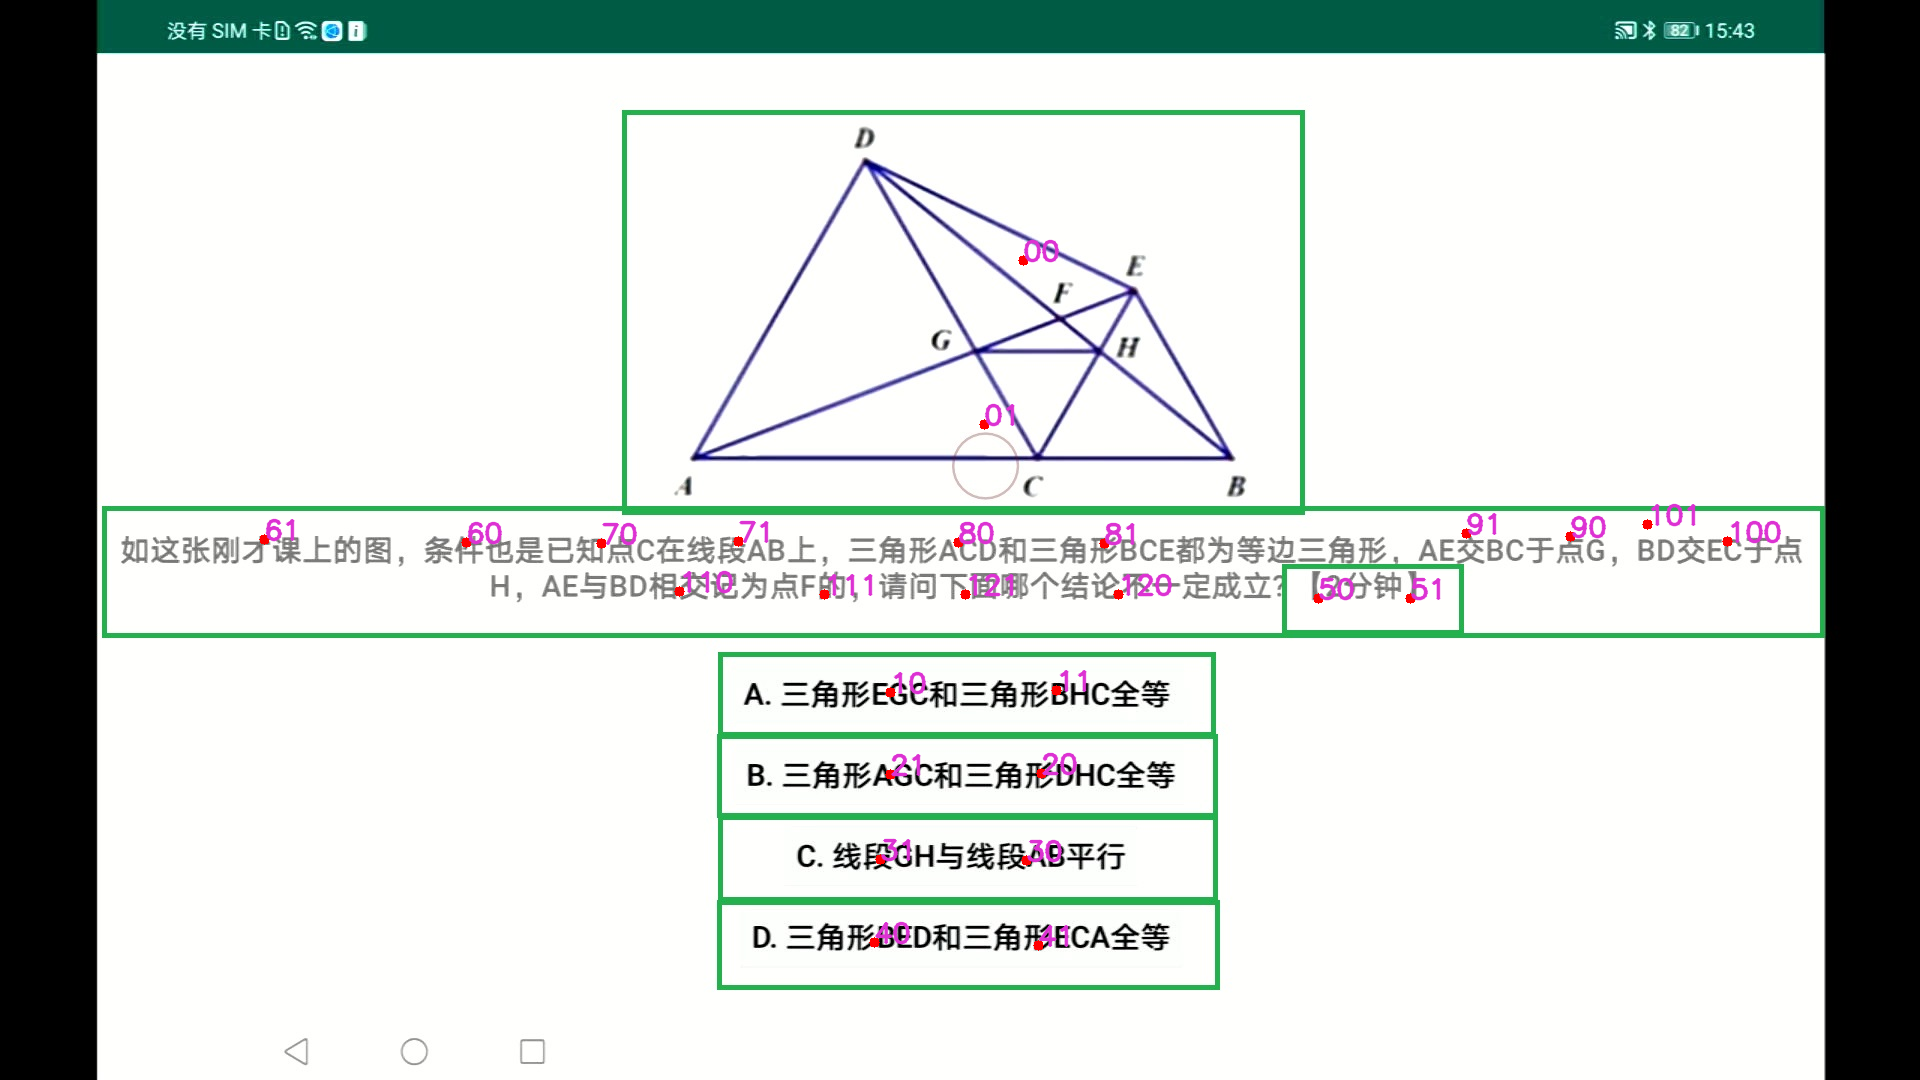 没有 SIM 卡 82 15:43
D
00
E
F
G
H
01
A C B
61 60 70 71 80 81 91 90 101 100
如这张刚才课上的图，条件也是已知点C在线段AB上，三角形ACD和三角形BCE都为等边三角形，AE交BC于点G，BD交EC于点
H，AE与BD相交记为点F的，请问下面哪个结论不一定成立？【2分钟】
110 111 121 120 50 51
10 11
A. 三角形EGC和三角形BHC全等
21 20
B. 三角形AGC和三角形DHC全等
31 30
C. 线段GH与线段AB平行
40 41
D. 三角形BED和三角形ECA全等